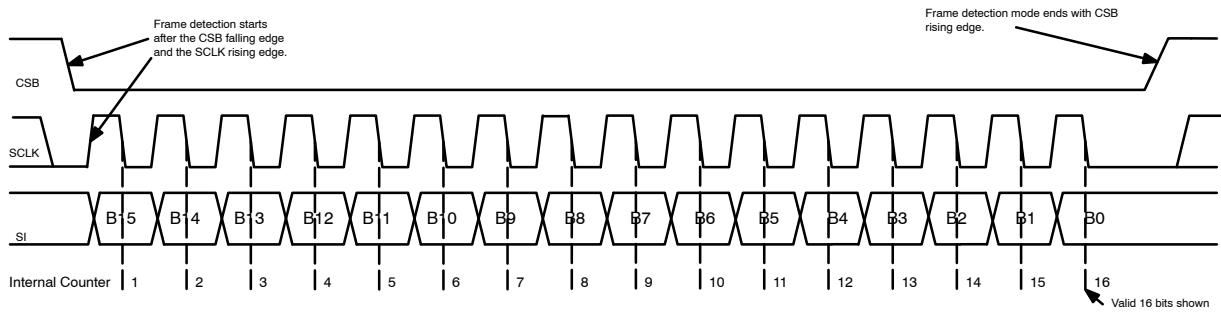 Frame detection starts
after the CSB falling edge
and the SCLK rising edge.
Frame detection mode ends with CSB
rising edge.
CSB
SCLK
SI
B15 B14 B13 B12 B11 B10 B9 B8 B7 B6 B5 B4 B3 B2 B1 B0
Internal Counter 1 2 3 4 5 6 7 8 9 10 11 12 13 14 15 16
Valid 16 bits shown